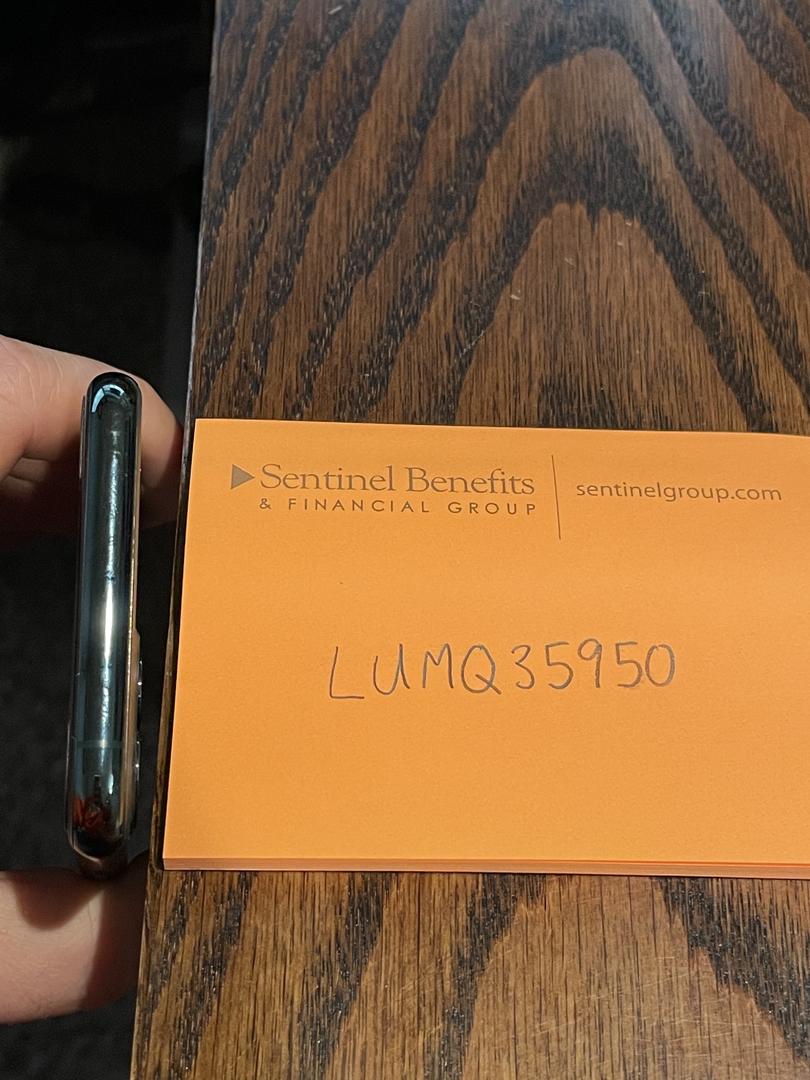 Sentinel Benefits
& FINANCIAL GROUP
sentinelgroup.com
LUMQ35950